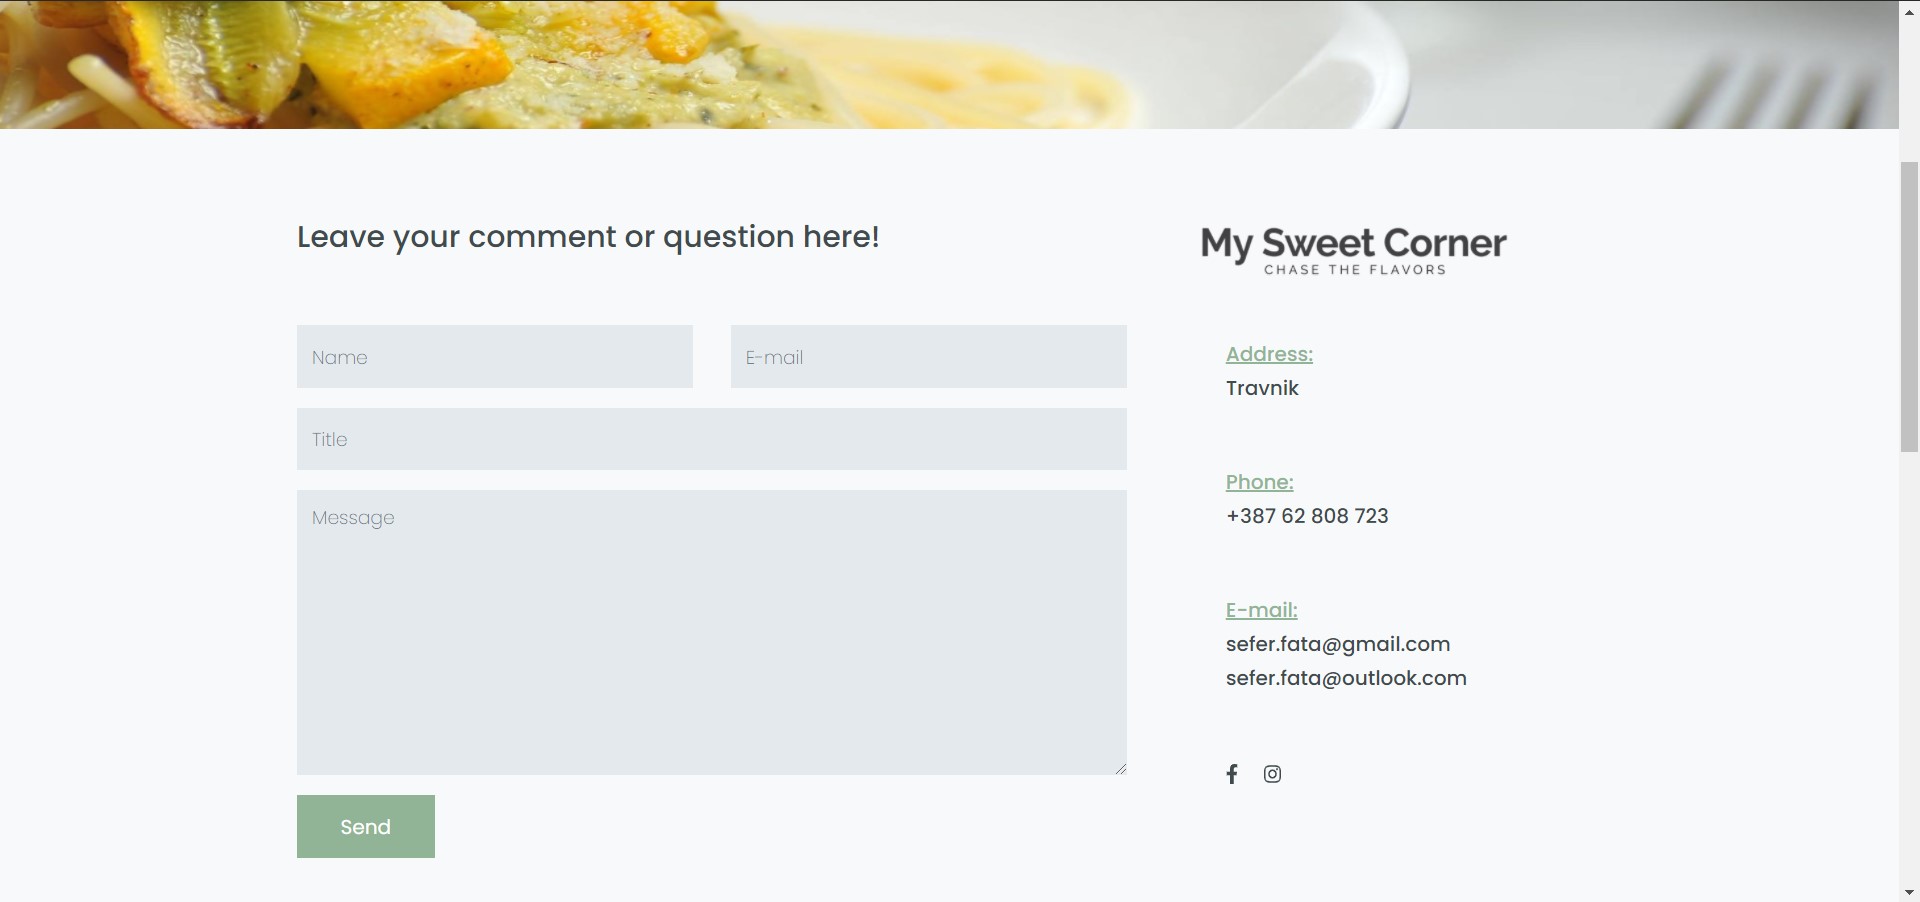 Leave your comment or question here!
Name
E-mail
Title
Message
Send
My Sweet Corner
CHASE THE FLAVORS
Address:
Travnik
Phone:
+387 62 808 723
E-mail:
sefer.fata@gmail.com
sefer.fata@outlook.com